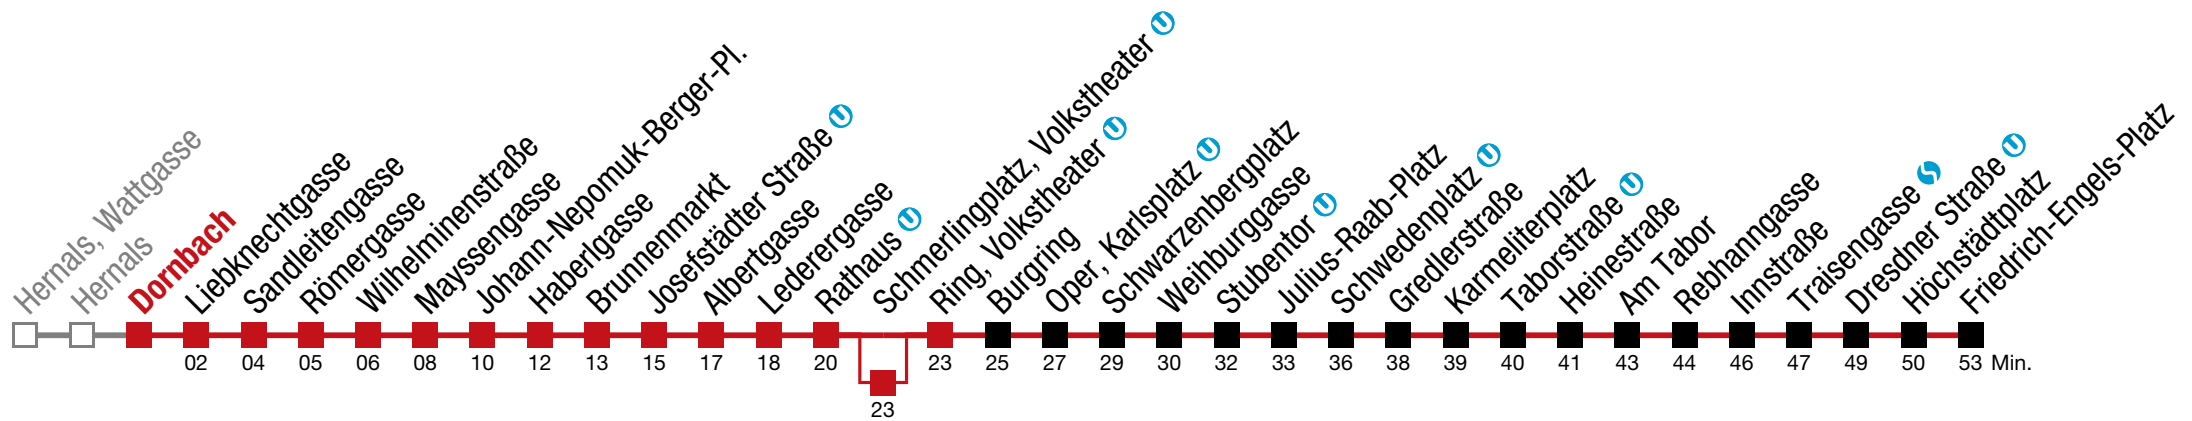 Hernals, Wattgasse
Hernals
Dornbach
Liebknechtgasse
Sandleitengasse
Römergasse
Wilhelminenstraße
Mayssengasse
Johann-Nepomuk-Berger-Pl.
Haberlgasse
Brunnenmarkt
Josefstädter Straße U
Albertgasse
Lederergasse
Rathaus U
Schmerlingplatz, Volkstheater U
Ring, Volkstheater U
Burgring
Oper, Karlsplatz U
Schwarzenbergplatz
Weihburggasse
Stubentor U
Julius-Raab-Platz
Schwedenplatz U
Gredlerstraße
Karmeliterplatz
Taborstraße U
Heinestraße
Am Tabor
Rebhanngasse
Innstraße
Traisengasse S
Dresdner Straße U
Höchstädtplatz
Friedrich-Engels-Platz
02 04 05 06 08 10 12 13 15 17 18 20 23 25 27 29 30 32 33 36 38 39 40 41 43 44 46 47 49 50 53 Min.
23